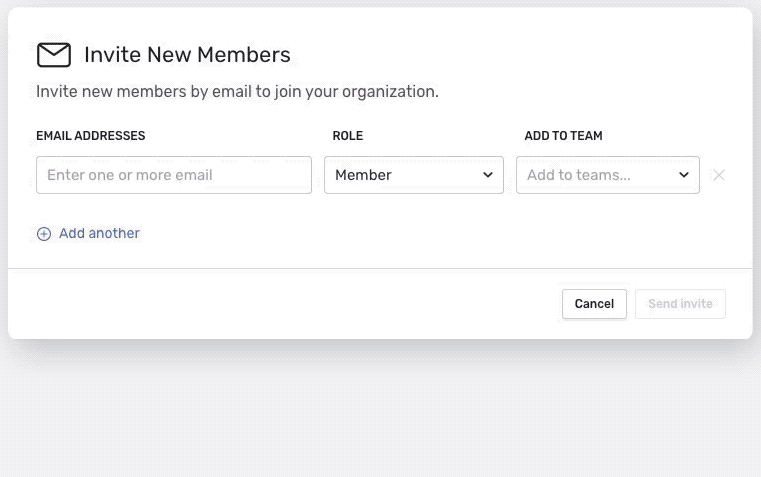 Invite New Members
Invite new members by email to join your organization.
EMAIL ADDRESSES ROLE ADD TO TEAM
Enter one or more email Member Add to teams...
Add another
Cancel Send invite